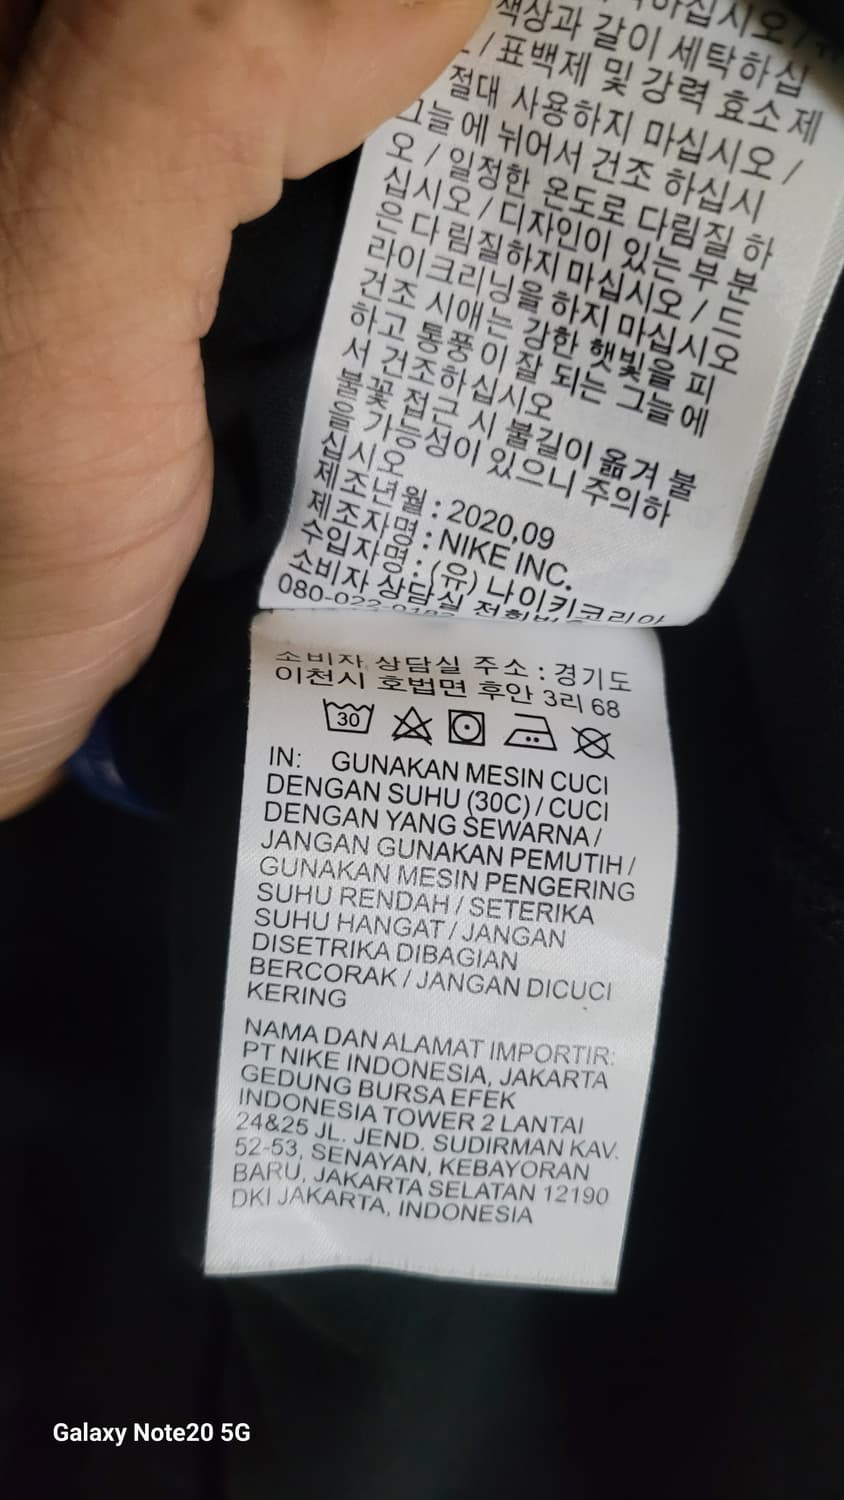 하십시오 /
색상과 같이 세탁하십
/ 표백제 및 강력 효소 제
절대 사용하지 마십시오 /
그늘에 뉘어서 건조 하십시
오 / 일정한 온도로 다림질 하
십시오 / 디자인이 있는 부 분
은 다 림질하지 마십시오 / 드
라이크리닝을 하지 마십시오
건조 시애는 강한 햇빛을 피
하고 통풍 이 잘 되는 그늘에
서 건조하십시오
불꽃 접근 시 불길이 옮겨 불
을 가능성이 있으니 주의하
십시오
제조년월 : 2020,09
제조자명 : NIKE INC.
수입자명 : (유) 나이키코리아
소비자 상담실
080-022-0182
소비자 상담실 주소 : 경기도
이천시 호법면 후안 3리 68
30
IN: GUNAKAN MESIN CUCI
DENGAN SUHU (30C) / CUCI
DENGAN YANG SEWARNA /
JANGAN GUNAKAN PEMUTIH /
GUNAKAN MESIN PENGERING
SUHU RENDAH / SETERIKA
SUHU HANGAT / JANGAN
DISETRIKA DIBAGIAN
BERCORAK / JANGAN DICUCI
KERING
NAMA DAN ALAMAT IMPORTIR:
PT NIKE INDONESIA, JAKARTA
GEDUNG BURSA EFEK
INDONESIA TOWER 2 LANTAI
24&25 JL. JEND. SUDIRMAN KAV.
52-53, SENAYAN, KEBAYORAN
BARU, JAKARTA SELATAN 12190
DKI JAKARTA, INDONESIA
Galaxy Note20 5G